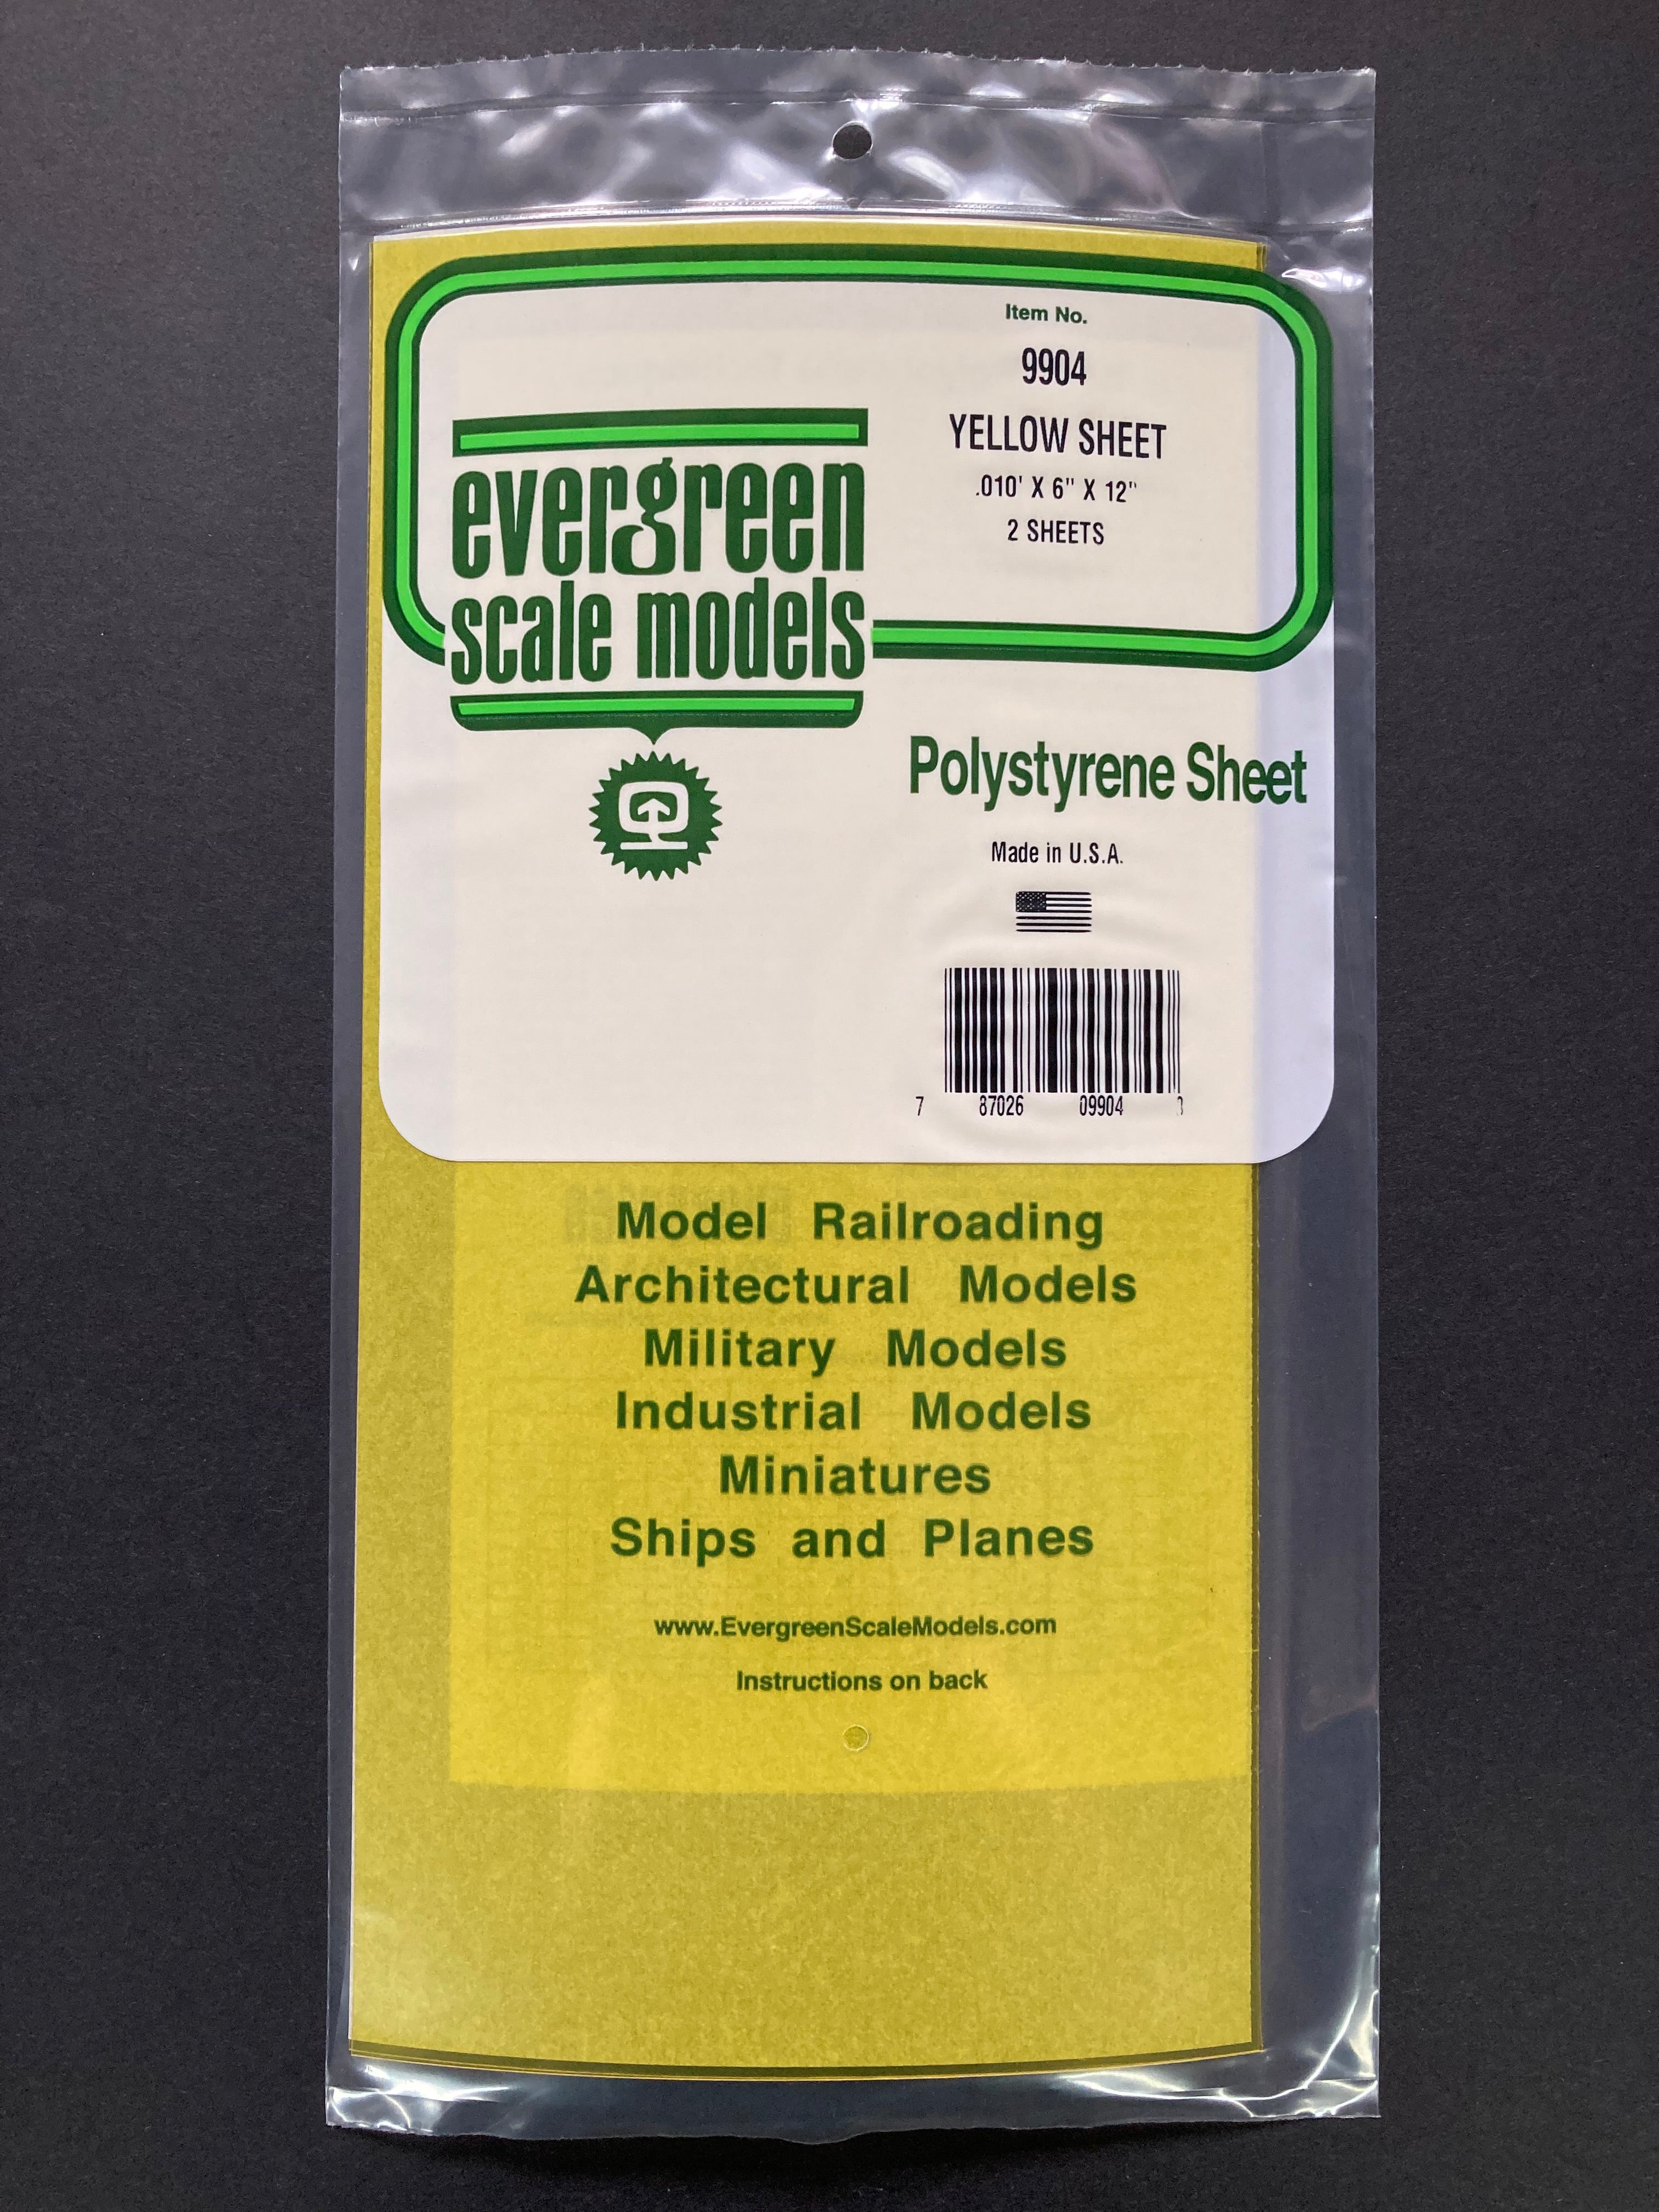 Item No.
9904
YELLOW SHEET
.010' X 6" X 12"
2 SHEETS
evergreen
scale models
Polystyrene Sheet
Made in U.S.A.
7 87026 09904
Model Railroading
Architectural Models
Military Models
Industrial Models
Miniatures
Ships and Planes
www.EvergreenScaleModels.com
Instructions on back